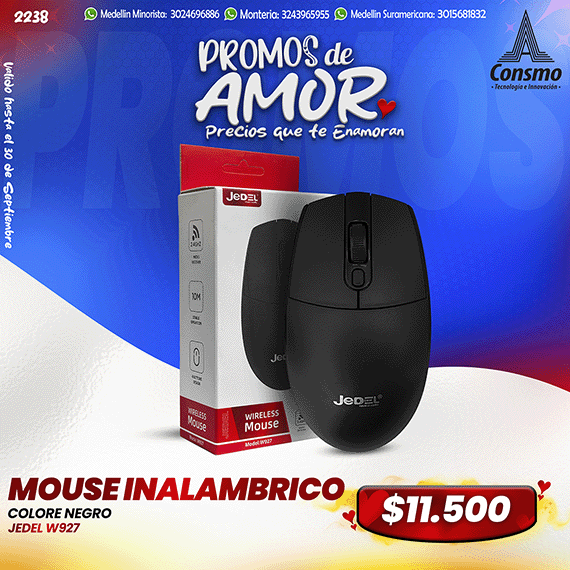 2238
Medellin Minorista: 3024696886
Monteria: 3243965955
Medellin Suramericana: 3015681832
Consmo
• Tecnología e Innovación •
PROMOS
PROMOS de
AMOR
Precios que te Enamoran
Valido hasta el 30 de Septiembre
JEDEL
2.4GHZ
10M
WIRELESS
Mouse
Model:W927
WIRELESS
Mouse
JEDEL
MOUSE INALAMBRICO
COLORE NEGRO
JEDEL W927
$11.500